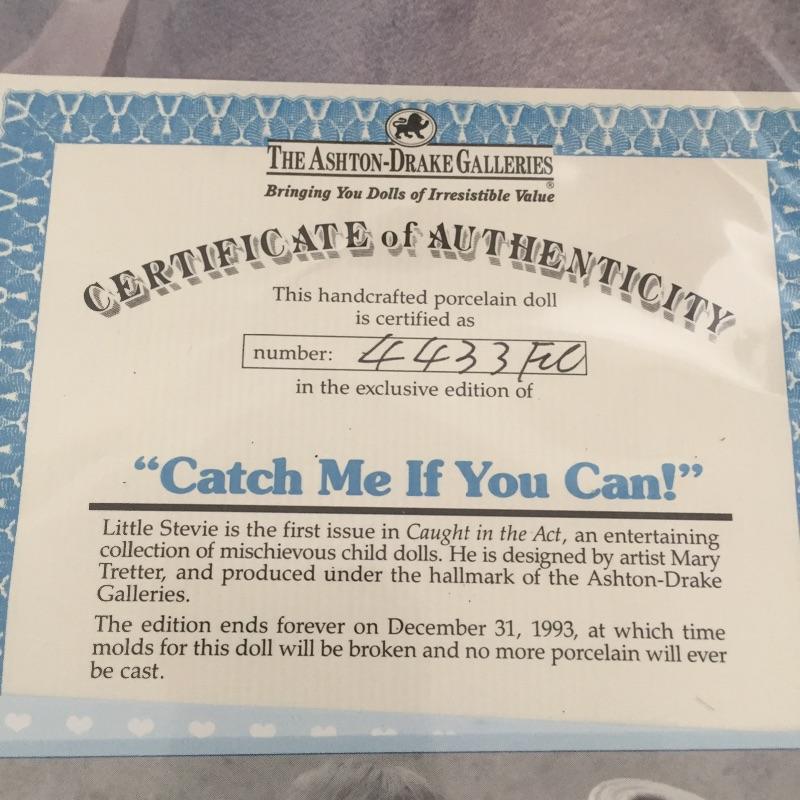 THE ASHTON-DRAKE GALLERIES
Bringing You Dolls of Irresistible Value®
CERTIFICATE of AUTHENTICITY
This handcrafted porcelain doll
is certified as
number: 4433
in the exclusive edition of
“Catch Me If You Can!”
Little Stevie is the first issue in Caught in the Act, an entertaining
collection of mischievous child dolls. He is designed by artist Mary
Tretter, and produced under the hallmark of the Ashton-Drake
Galleries.
The edition ends forever on December 31, 1993, at which time
molds for this doll will be broken and no more porcelain will ever
be cast.